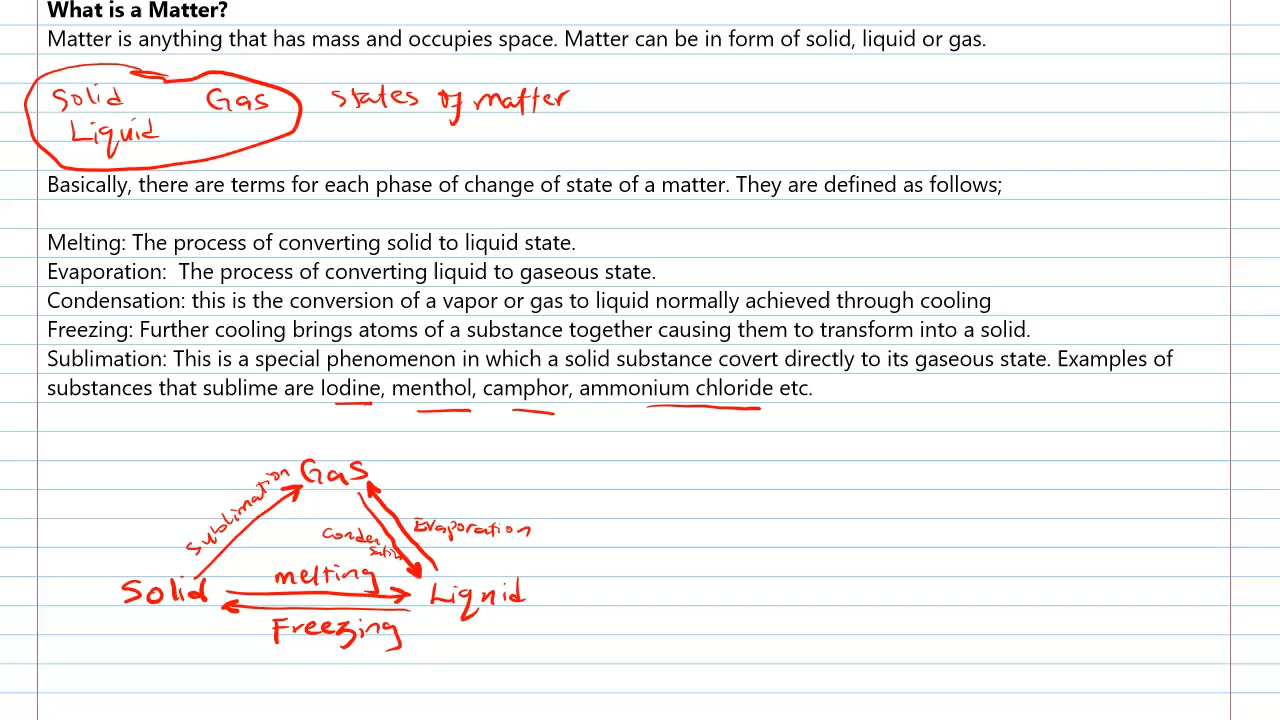 What is a Matter?
Matter is anything that has mass and occupies space. Matter can be in form of solid, liquid or gas.
Solid Gas states of matter
Liquid
Basically, there are terms for each phase of change of state of a matter. They are defined as follows;
Melting: The process of converting solid to liquid state.
Evaporation:  The process of converting liquid to gaseous state.
Condensation: this is the conversion of a vapor or gas to liquid normally achieved through cooling
Freezing: Further cooling brings atoms of a substance together causing them to transform into a solid.
Sublimation: This is a special phenomenon in which a solid substance covert directly to its gaseous state. Examples of
substances that sublime are Iodine, menthol, camphor, ammonium chloride etc.
Gas
Sublimation
Evaporation
Conden
sation
melting
Solid Liquid
Freezing